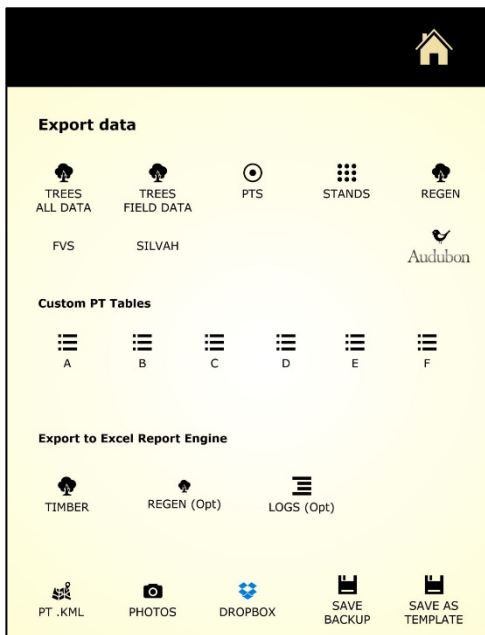 Export data
TREES
ALL DATA
TREES
FIELD DATA
PTS
STANDS
REGEN
FVS
SILVAH
Audubon
Custom PT Tables
A
B
C
D
E
F
Export to Excel Report Engine
TIMBER
REGEN (Opt)
LOGS (Opt)
PT .KML
PHOTOS
DROPBOX
SAVE
BACKUP
SAVE AS
TEMPLATE